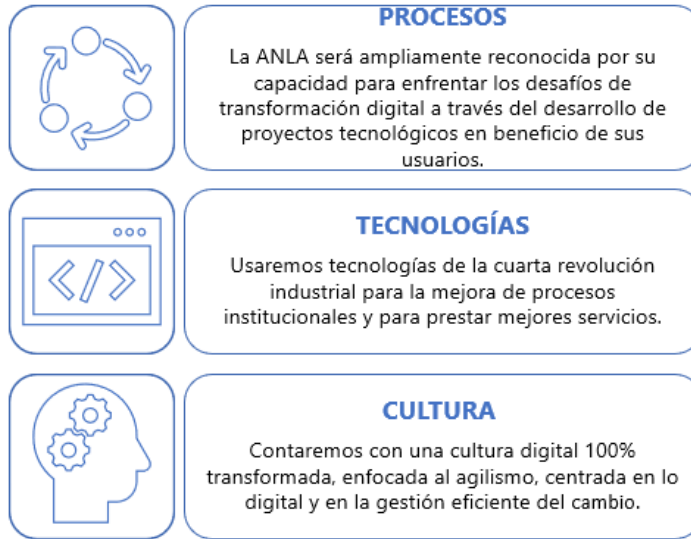 PROCESOS
La ANLA será ampliamente reconocida por su
capacidad para enfrentar los desafíos de
transformación digital a través del desarrollo de
proyectos tecnológicos en beneficio de sus
usuarios.
TECNOLOGÍAS
Usaremos tecnologías de la cuarta revolución
industrial para la mejora de procesos
institucionales y para prestar mejores servicios.
CULTURA
Contaremos con una cultura digital 100%
transformada, enfocada al agilismo, centrada en lo
digital y en la gestión eficiente del cambio.